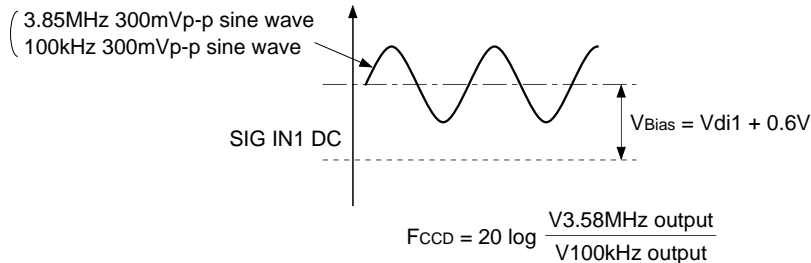 3.85MHz 300mVp-p sine wave
100kHz 300mVp-p sine wave
SIG IN1 DC
VBias = Vdi1 + 0.6V
FCCD = 20 log V3.58MHz output / V100kHz output